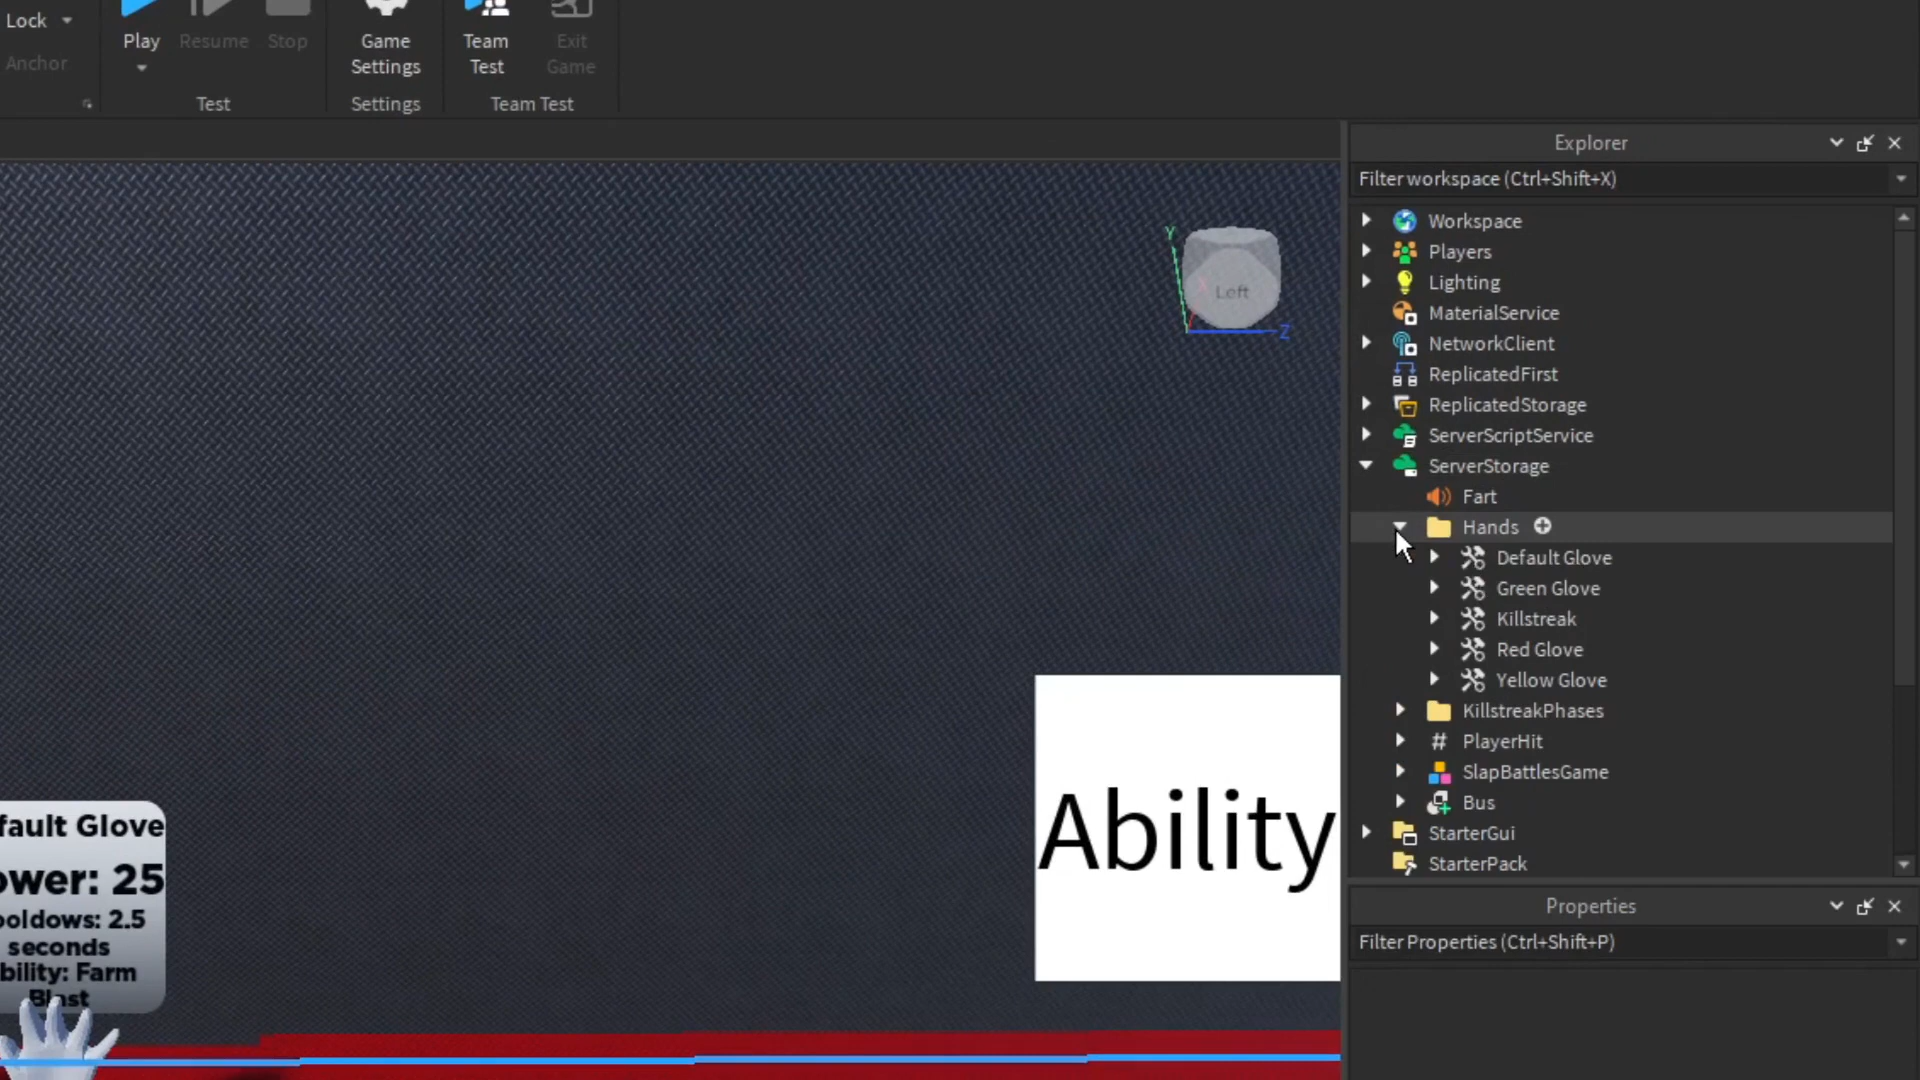 Lock
Anchor
Play
Resume
Stop
Game
Settings
Team
Test
Exit
Game
Test
Settings
Team Test
Explorer
Filter workspace (Ctrl+Shift+X)
Workspace
Players
Lighting
MaterialService
NetworkClient
ReplicatedFirst
ReplicatedStorage
ServerScriptService
ServerStorage
Fart
Hands
Default Glove
Green Glove
Killstreak
Red Glove
Yellow Glove
KillstreakPhases
PlayerHit
SlapBattlesGame
Bus
StarterGui
StarterPack
Properties
Filter Properties (Ctrl+Shift+P)
Y
X
Left
Z
Ability
fault Glove
ower: 25
ooldows: 2.5
seconds
bility: Farm
Blast